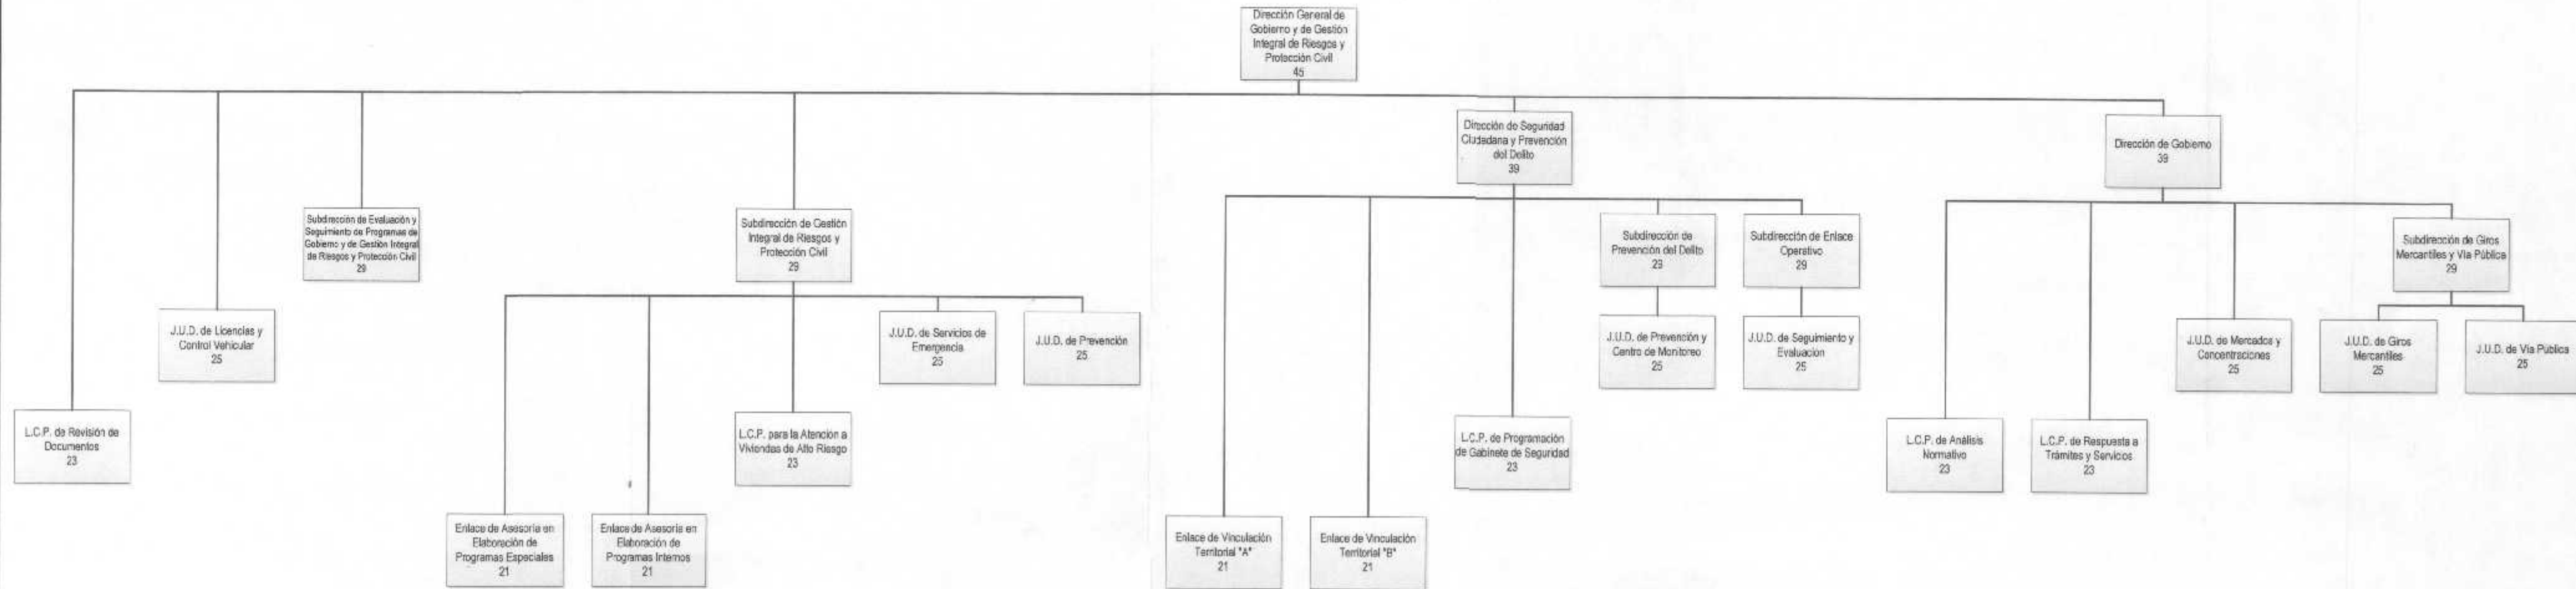 Dirección General de
Gobierno y de Gestión
Integral de Riesgos y
Protección Civil
45
Dirección de Seguridad
Ciudadana y Prevención
del Delito
39
Dirección de Gobierno
39
Subdirección de Evaluación y
Seguimiento de Programas de
Gobierno y de Gestión Integral
de Riesgos y Protección Civil
29
Subdirección de Gestión
Integral de Riesgos y
Protección Civil
29
Subdirección de
Prevención del Delito
29
Subdirección de Enlace
Operativo
29
Subdirección de Giros
Mercantiles y Vía Pública
29
J.U.D. de Licencias y
Control Vehicular
25
J.U.D. de Servicios de
Emergencia
25
J.U.D. de Prevención
25
J.U.D. de Prevención y
Centro de Monitoreo
25
J.U.D. de Seguimiento y
Evaluación
25
J.U.D. de Mercados y
Concentraciones
25
J.U.D. de Giros
Mercantiles
25
J.U.D. de Vía Pública
25
L.C.P. de Revisión de
Documentos
23
L.C.P. para la Atención a
Viviendas de Alto Riesgo
23
L.C.P. de Programación
de Gabinete de Seguridad
23
L.C.P. de Análisis
Normativo
23
L.C.P. de Respuesta a
Trámites y Servicios
23
Enlace de Asesoría en
Elaboración de
Programas Especiales
21
Enlace de Asesoría en
Elaboración de
Programas Internos
21
Enlace de Vinculación
Territorial "A"
21
Enlace de Vinculación
Territorial "B"
21